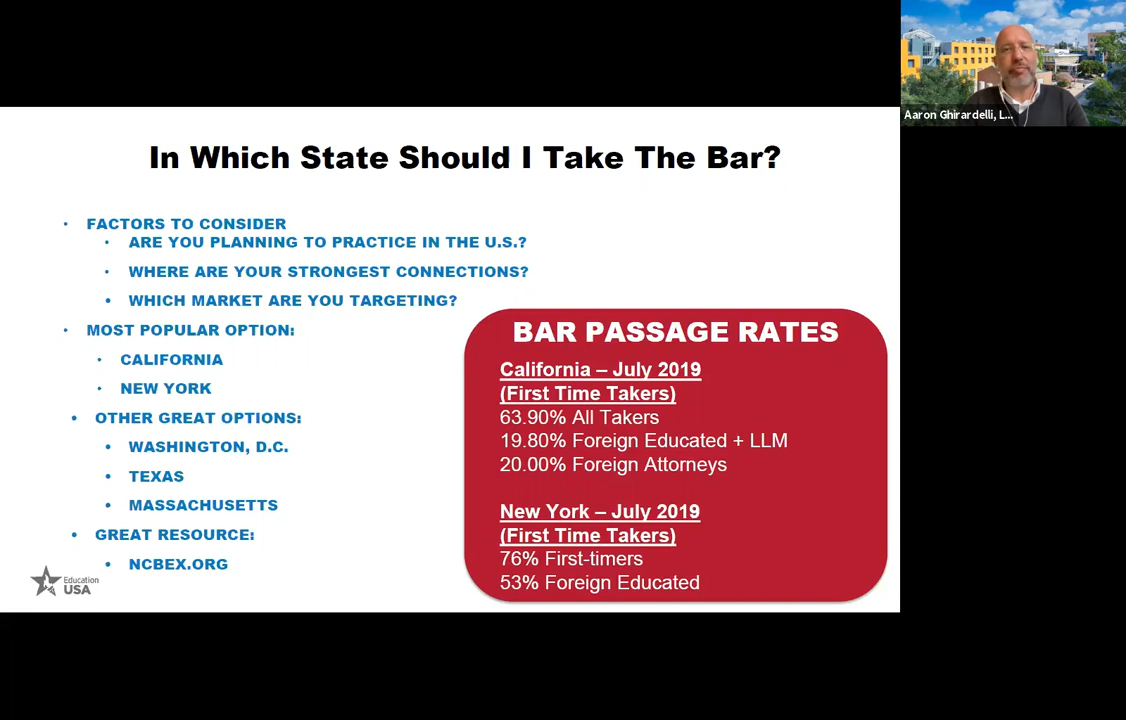 Aaron Ghirardelli, L...
In Which State Should I Take The Bar?
• FACTORS TO CONSIDER
• ARE YOU PLANNING TO PRACTICE IN THE U.S.?
• WHERE ARE YOUR STRONGEST CONNECTIONS?
• WHICH MARKET ARE YOU TARGETING?
• MOST POPULAR OPTION:
• CALIFORNIA
• NEW YORK
• OTHER GREAT OPTIONS:
• WASHINGTON, D.C.
• TEXAS
• MASSACHUSETTS
• GREAT RESOURCE:
• NCBEX.ORG
BAR PASSAGE RATES
California – July 2019
(First Time Takers)
63.90% All Takers
19.80% Foreign Educated + LLM
20.00% Foreign Attorneys
New York – July 2019
(First Time Takers)
76% First-timers
53% Foreign Educated
Education
USA